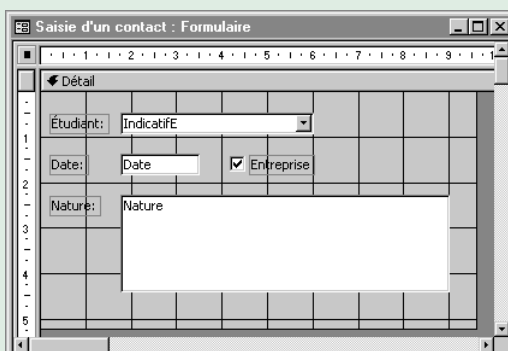 Saisie d'un contact : Formulaire
1 2 3 4 5 6 7 8 9 1
Détail
Étudiant: IndicatifE
1
Date: Date Entreprise
2
Nature: Nature
3
4
5